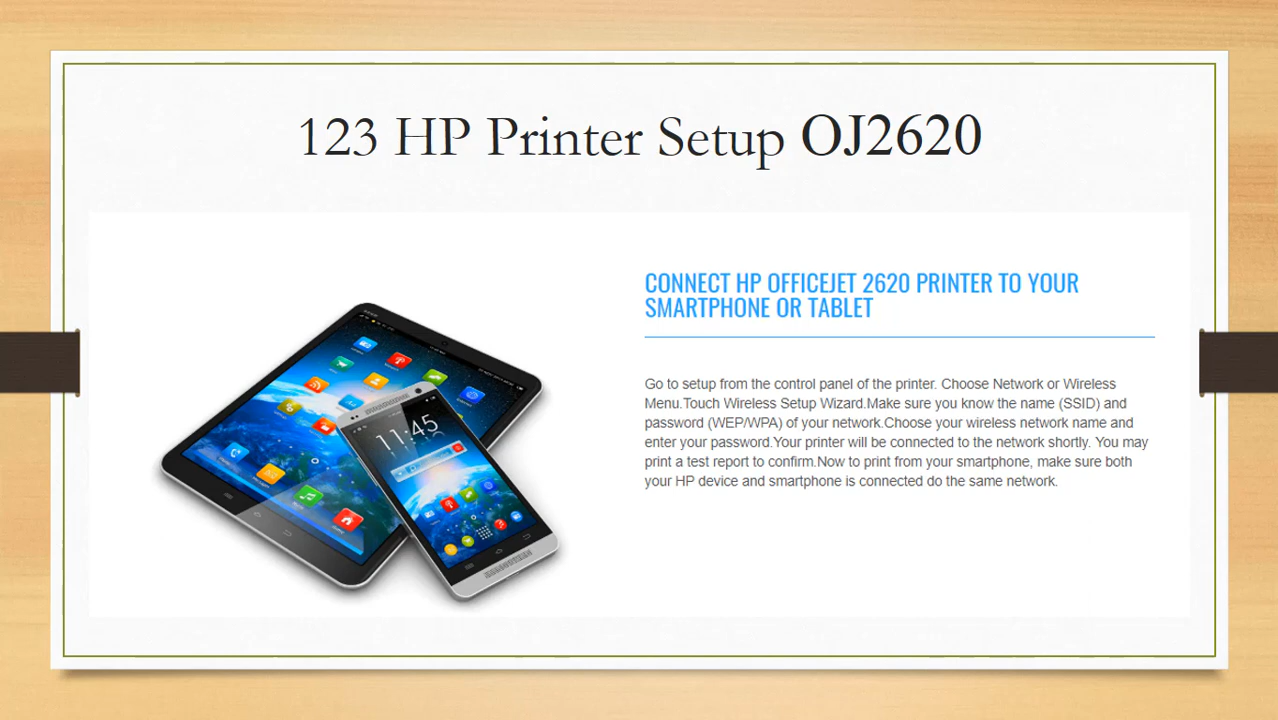 123 HP Printer Setup OJ2620
CONNECT HP OFFICEJET 2620 PRINTER TO YOUR
SMARTPHONE OR TABLET
Go to setup from the control panel of the printer. Choose Network or Wireless
Menu.Touch Wireless Setup Wizard.Make sure you know the name (SSID) and
password (WEP/WPA) of your network.Choose your wireless network name and
enter your password.Your printer will be connected to the network shortly. You may
print a test report to confirm.Now to print from your smartphone, make sure both
your HP device and smartphone is connected do the same network.
11:45